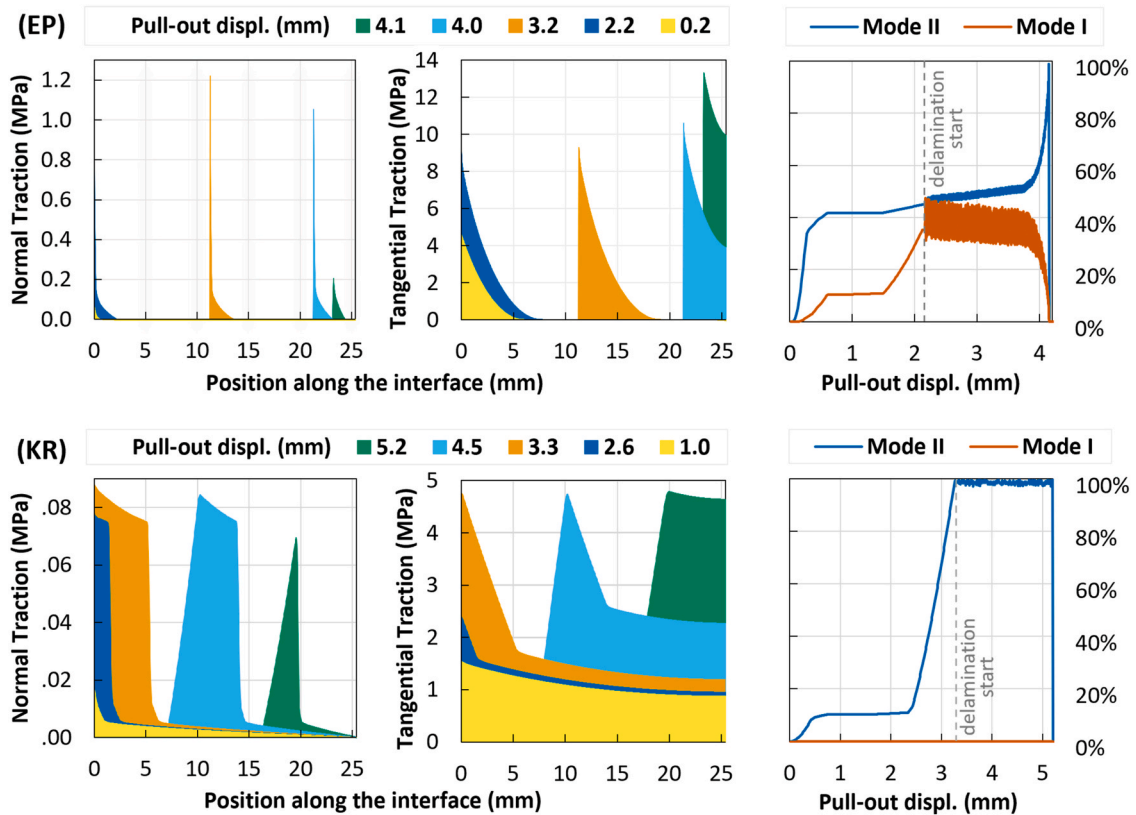 (EP)
Pull-out displ. (mm) 4.1 4.0 3.2 2.2 0.2
Mode II Mode I
Normal Traction (MPa)
1.2
1.0
0.8
0.6
0.4
0.2
0.0
0 5 10 15 20 25
Tangential Traction (MPa)
14
12
10
8
6
4
2
0
0 5 10 15 20 25
Position along the interface (mm)
delamination
start
100%
80%
60%
40%
20%
0%
0 1 2 3 4
Pull-out displ. (mm)
(KR)
Pull-out displ. (mm) 5.2 4.5 3.3 2.6 1.0
Mode II Mode I
Normal Traction (MPa)
.08
.06
.04
.02
.00
0 5 10 15 20 25
Tangential Traction (MPa)
5
4
3
2
1
0
0 5 10 15 20 25
Position along the interface (mm)
delamination
start
100%
80%
60%
40%
20%
0%
0 1 2 3 4 5
Pull-out displ. (mm)